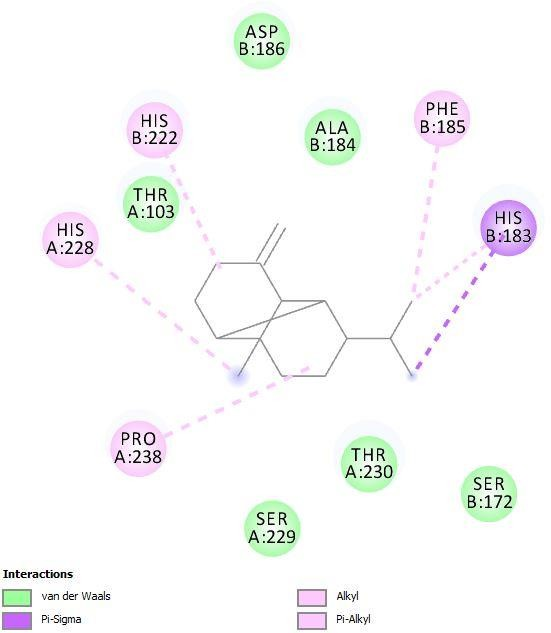 ASP
B:186
HIS
B:222
PHE
B:185
ALA
B:184
THR
A:103
HIS
A:228
HIS
B:183
PRO
A:238
THR
A:230
SER
B:172
SER
A:229
Interactions
van der Waals
Alkyl
Pi-Sigma
Pi-Alkyl